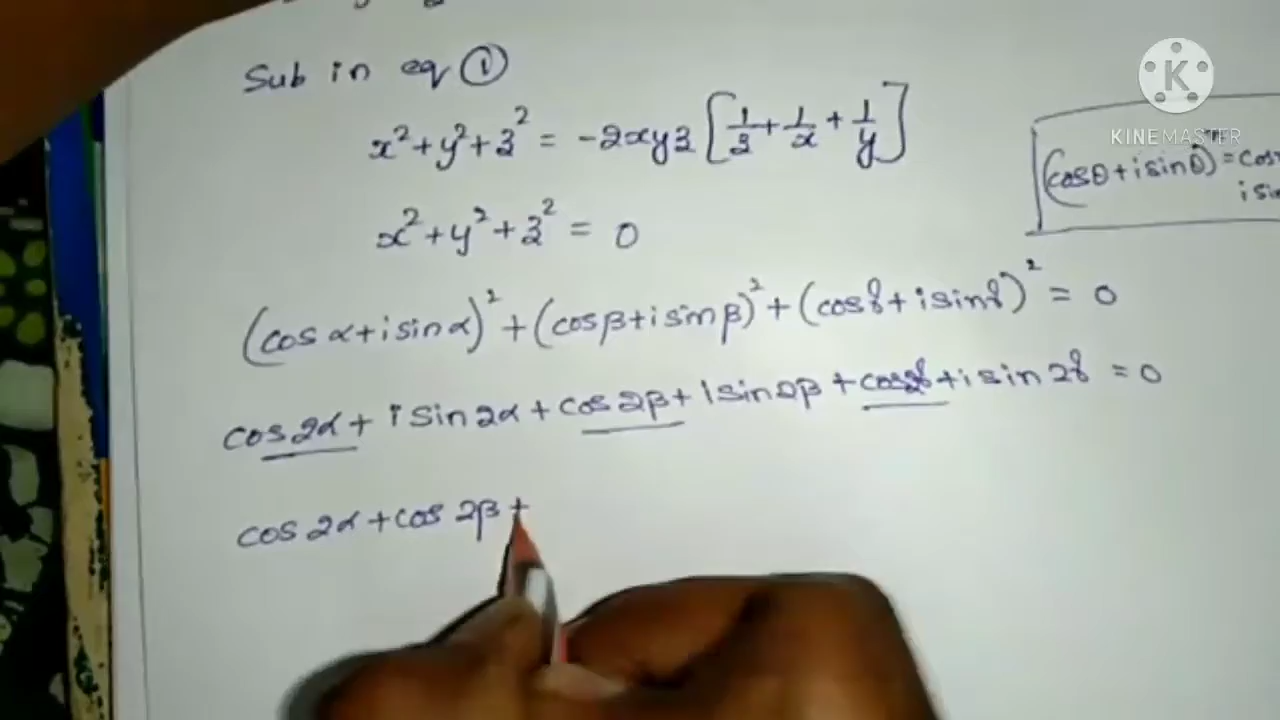 Sub in eq ①
x² + y² + z² = -2xyz [1/z + 1/x + 1/y]
x² + y² + z² = 0
(cosθ + i sinθ) = cos
i sin
(cos α + i sin α)² + (cos β + i sin β)² + (cos γ + i sin γ)² = 0
cos 2α + i sin 2α + cos 2β + i sin 2β + cos 2γ + i sin 2γ = 0
cos 2α + cos 2β +
K
KINEMASTER